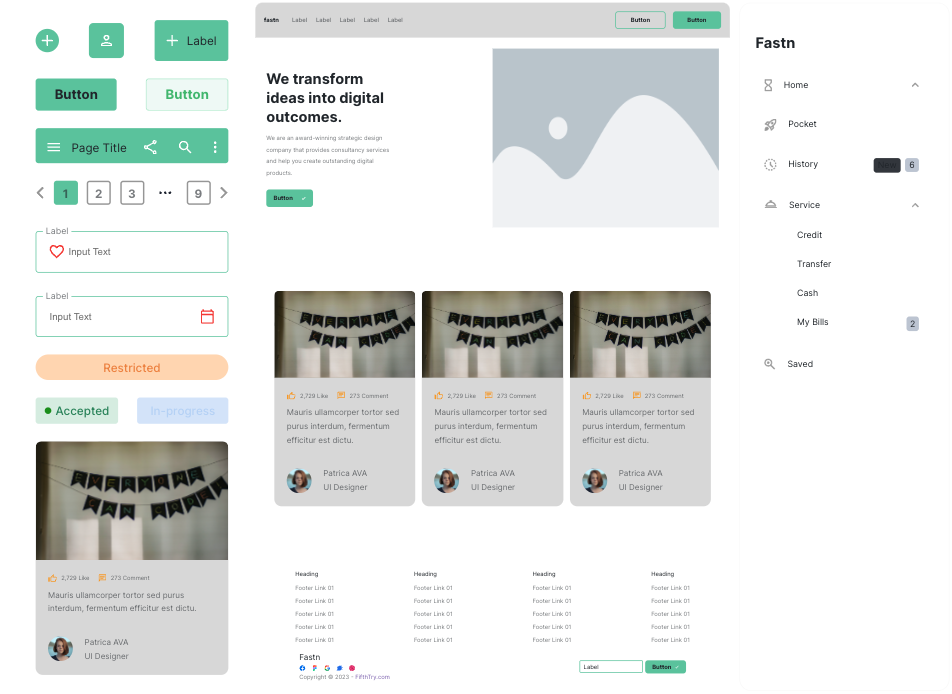 Label
Button
Button
Page Title
1
2
3
...
9
Label
Input Text
Label
Input Text
Restricted
Accepted
In-progress
EVERYONE
CAN CODE
2,729 Like
273 Comment
Mauris ullamcorper tortor sed purus
interdum, fermentum efficitur est dictu.
Patrica AVA
UI Designer
fastn
Label
Label
Label
Label
Label
Button
Button
We transform
ideas into digital
outcomes.
We are an award-winning strategic design
company that provides consultancy services
and help you create outstanding digital
products.
Button
2,729 Like
273 Comment
Mauris ullamcorper tortor sed
purus interdum, fermentum
efficitur est dictu.
Patrica AVA
UI Designer
2,729 Like
273 Comment
Mauris ullamcorper tortor sed
purus interdum, fermentum
efficitur est dictu.
Patrica AVA
UI Designer
2,729 Like
273 Comment
Mauris ullamcorper tortor sed
purus interdum, fermentum
efficitur est dictu.
Patrica AVA
UI Designer
Heading
Footer Link 01
Footer Link 01
Footer Link 01
Footer Link 01
Footer Link 01
Heading
Footer Link 01
Footer Link 01
Footer Link 01
Footer Link 01
Footer Link 01
Heading
Footer Link 01
Footer Link 01
Footer Link 01
Footer Link 01
Footer Link 01
Heading
Footer Link 01
Footer Link 01
Footer Link 01
Footer Link 01
Footer Link 01
Fastn
Copyright © 2023 - FifthTry.com
Label
Button
Fastn
Home
Pocket
History
6
Service
Credit
Transfer
Cash
My Bills
2
Saved